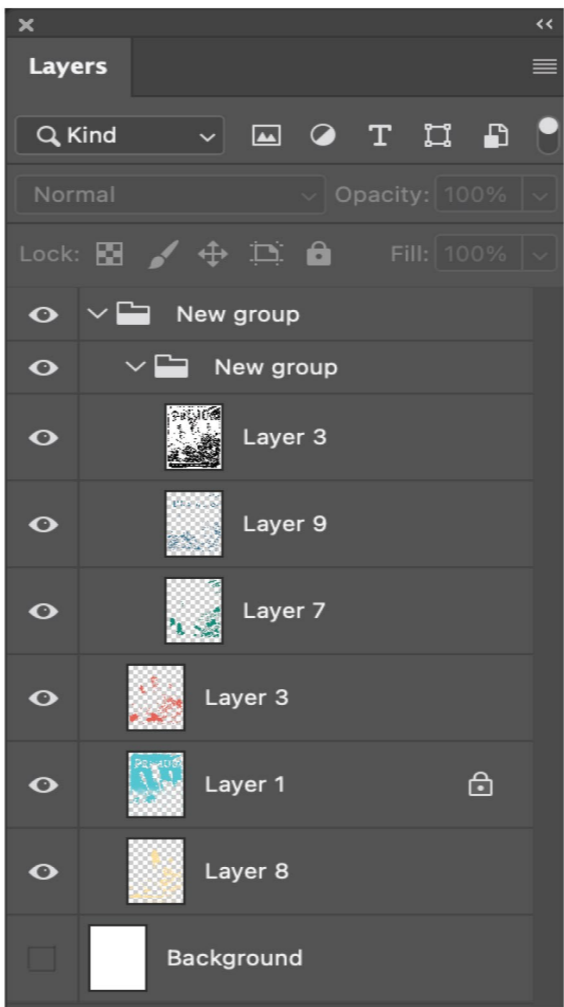 Layers
Kind
Normal Opacity: 100%
Lock: Fill: 100%
New group
New group
Layer 3
Layer 9
Layer 7
Layer 3
Layer 1
Layer 8
Background